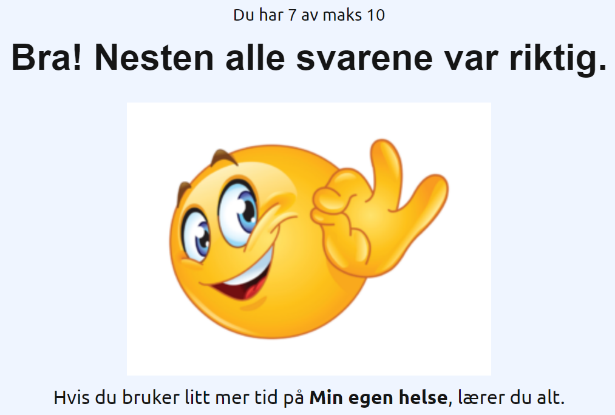 Du har 7 av maks 10
Bra! Nesten alle svarene var riktig.
Hvis du bruker litt mer tid på Min egen helse, lærer du alt.